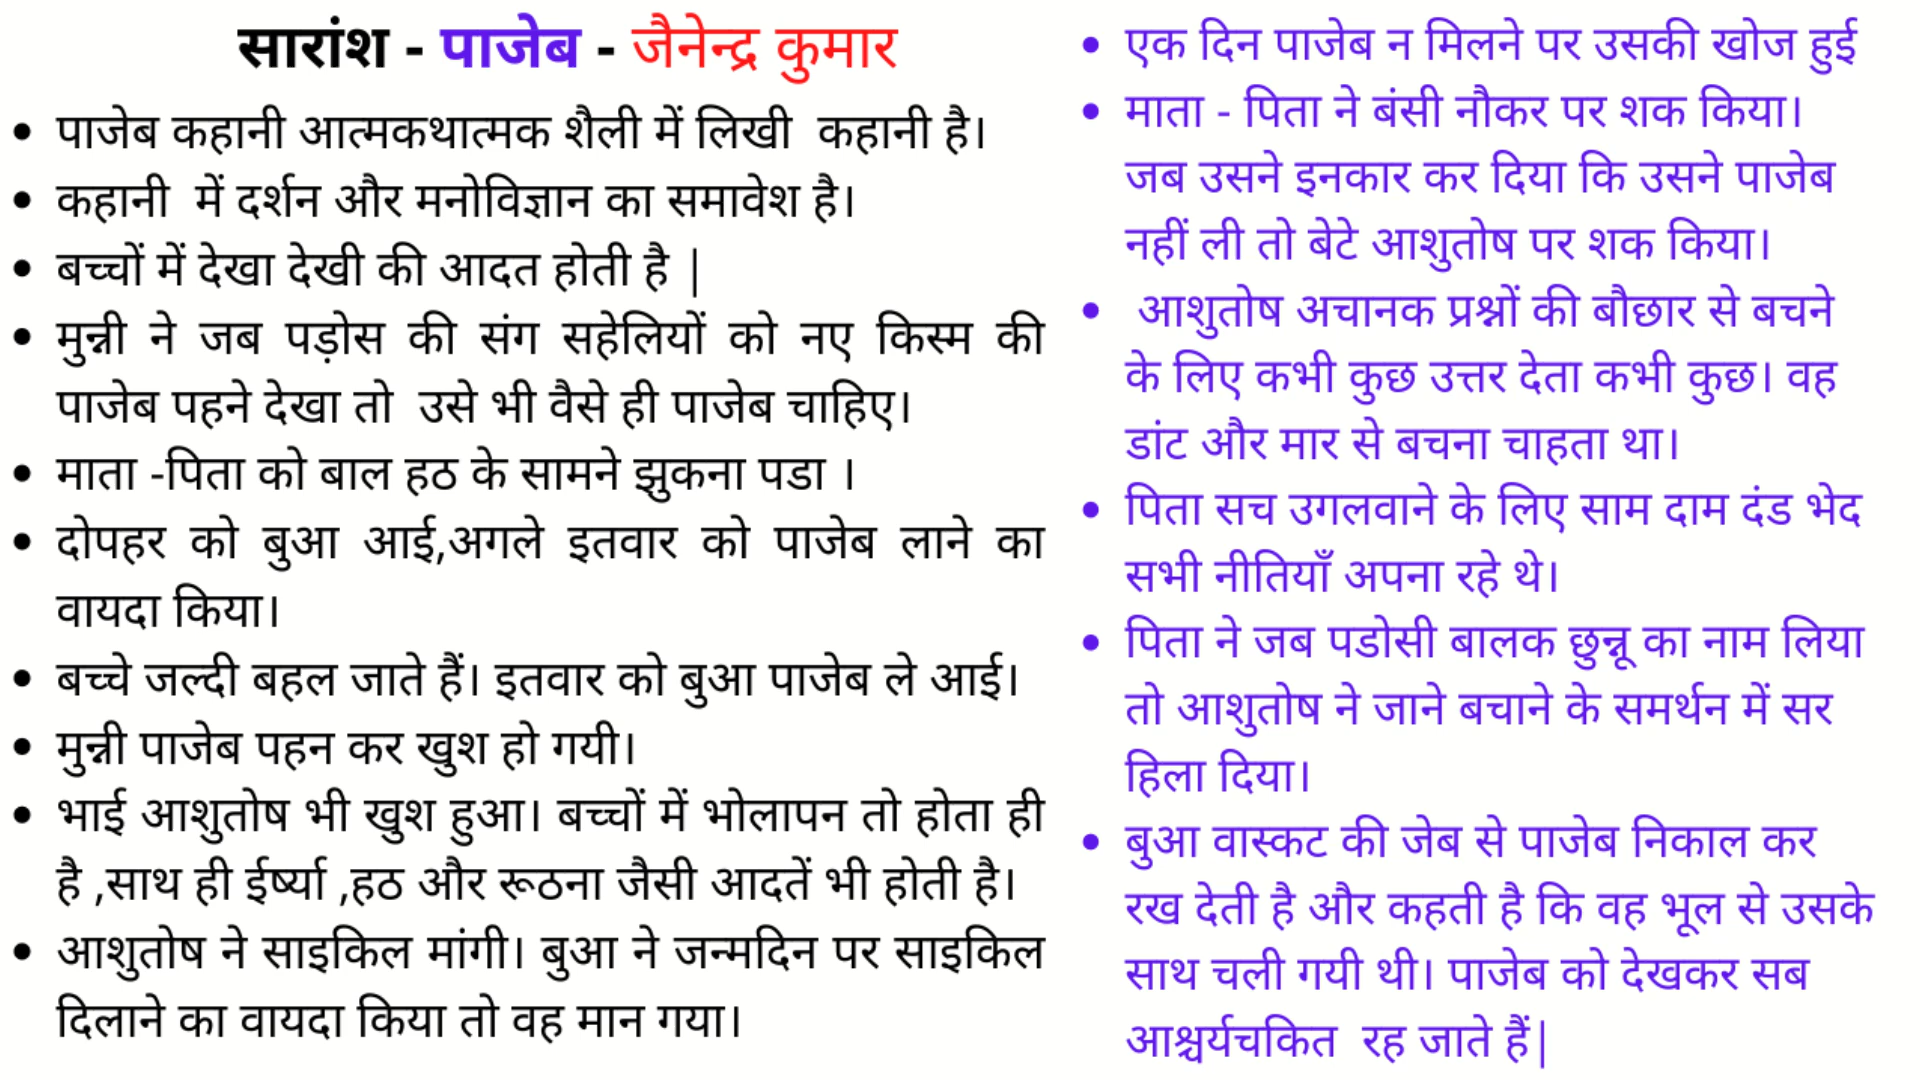 सारांश - पाजेब - जैनेन्द्र कुमार
• पाजेब कहानी आत्मकथात्मक शैली में लिखी कहानी है।
• कहानी में दर्शन और मनोविज्ञान का समावेश है।
• बच्चों में देखा देखी की आदत होती है |
• मुन्नी ने जब पड़ोस की संग सहेलियों को नए किस्म की
पाजेब पहने देखा तो उसे भी वैसे ही पाजेब चाहिए।
• माता -पिता को बाल हठ के सामने झुकना पडा ।
• दोपहर को बुआ आई,अगले इतवार को पाजेब लाने का
वायदा किया।
• बच्चे जल्दी बहल जाते हैं। इतवार को बुआ पाजेब ले आई।
• मुन्नी पाजेब पहन कर खुश हो गयी।
• भाई आशुतोष भी खुश हुआ। बच्चों में भोलापन तो होता ही
है ,साथ ही ईर्ष्या ,हठ और रूठना जैसी आदतें भी होती है।
• आशुतोष ने साइकिल मांगी। बुआ ने जन्मदिन पर साइकिल
दिलाने का वायदा किया तो वह मान गया।
• एक दिन पाजेब न मिलने पर उसकी खोज हुई
• माता - पिता ने बंसी नौकर पर शक किया।
जब उसने इनकार कर दिया कि उसने पाजेब
नहीं ली तो बेटे आशुतोष पर शक किया।
• आशुतोष अचानक प्रश्नों की बौछार से बचने
के लिए कभी कुछ उत्तर देता कभी कुछ। वह
डांट और मार से बचना चाहता था।
• पिता सच उगलवाने के लिए साम दाम दंड भेद
सभी नीतियाँ अपना रहे थे।
• पिता ने जब पडोसी बालक छुन्नू का नाम लिया
तो आशुतोष ने जाने बचाने के समर्थन में सर
हिला दिया।
• बुआ वास्कट की जेब से पाजेब निकाल कर
रख देती है और कहती है कि वह भूल से उसके
साथ चली गयी थी। पाजेब को देखकर सब
आश्चर्यचकित रह जाते हैं|